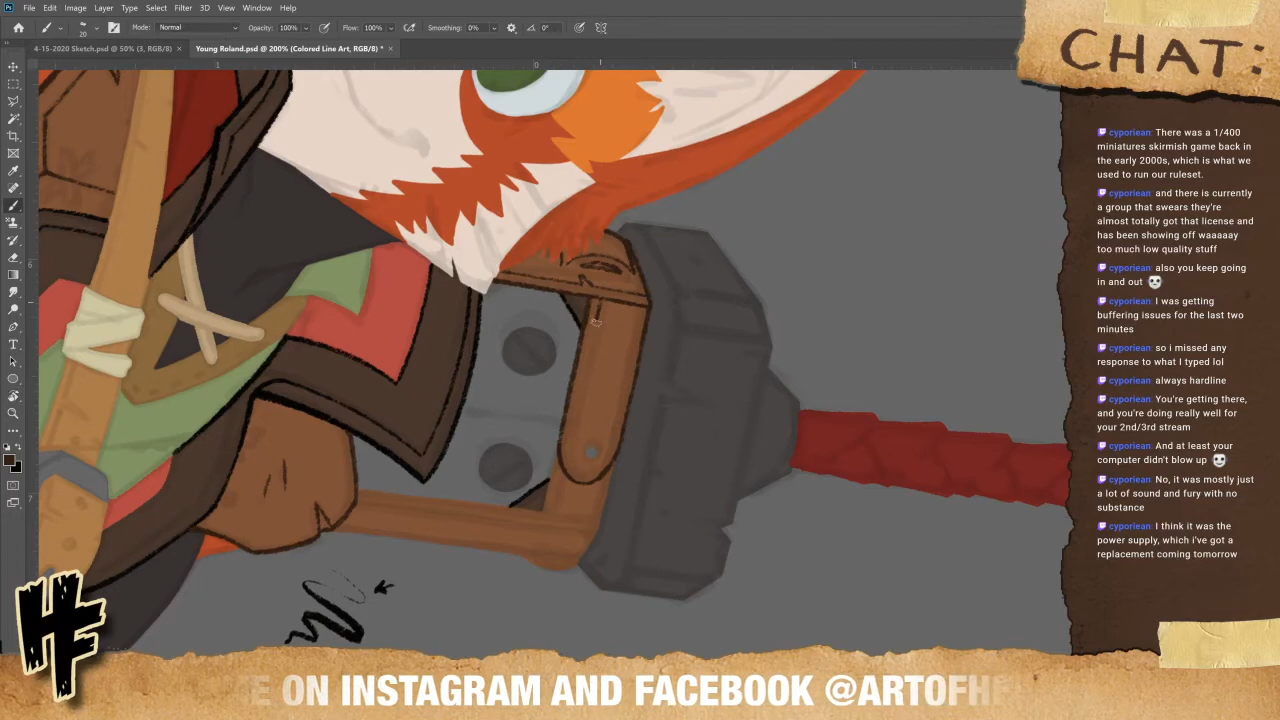 File Edit Image Layer Type Select Filter 3D View Window Help
20 Mode: Normal Opacity: 100% Flow: 100% Smoothing: 0% 0°
4-15-2020 Sketch.psd @ 50% (3, RGB/8) × Young Roland.psd @ 200% (Colored Line Art, RGB/8) * ×
1 0 1
6
7
CHAT:
cyporiean: There was a 1/400
miniatures skirmish game back in
the early 2000s, which is what we
used to run our ruleset.
cyporiean: and there is currently
a group that swears they're
almost totally got that license and
has been showing off waaaaay
too much low quality stuff
cyporiean: also you keep going
in and out
cyporiean: I was getting
buffering issues for the last two
minutes
cyporiean: so i missed any
response to what I typed lol
cyporiean: always hardline
cyporiean: You're getting there,
and you're doing really well for
your 2nd/3rd stream
cyporiean: And at least your
computer didn't blow up
cyporiean: No, it was mostly just
a lot of sound and fury with no
substance
cyporiean: I think it was the
power supply, which i've got a
replacement coming tomorrow
HF
E ON INSTAGRAM AND FACEBOOK @ARTOFH